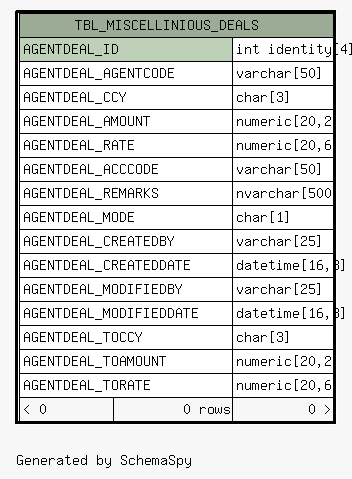 TBL_MISCELLINIOUS_DEALS
AGENTDEAL_ID int identity[4]
AGENTDEAL_AGENTCODE varchar[50]
AGENTDEAL_CCY char[3]
AGENTDEAL_AMOUNT numeric[20,2
AGENTDEAL_RATE numeric[20,6
AGENTDEAL_ACCCODE varchar[50]
AGENTDEAL_REMARKS nvarchar[500
AGENTDEAL_MODE char[1]
AGENTDEAL_CREATEDBY varchar[25]
AGENTDEAL_CREATEDDATE datetime[16,3]
AGENTDEAL_MODIFIEDBY varchar[25]
AGENTDEAL_MODIFIEDDATE datetime[16,3]
AGENTDEAL_TOCCY char[3]
AGENTDEAL_TOAMOUNT numeric[20,2
AGENTDEAL_TORATE numeric[20,6
< 0 0 rows 0 >
Generated by SchemaSpy